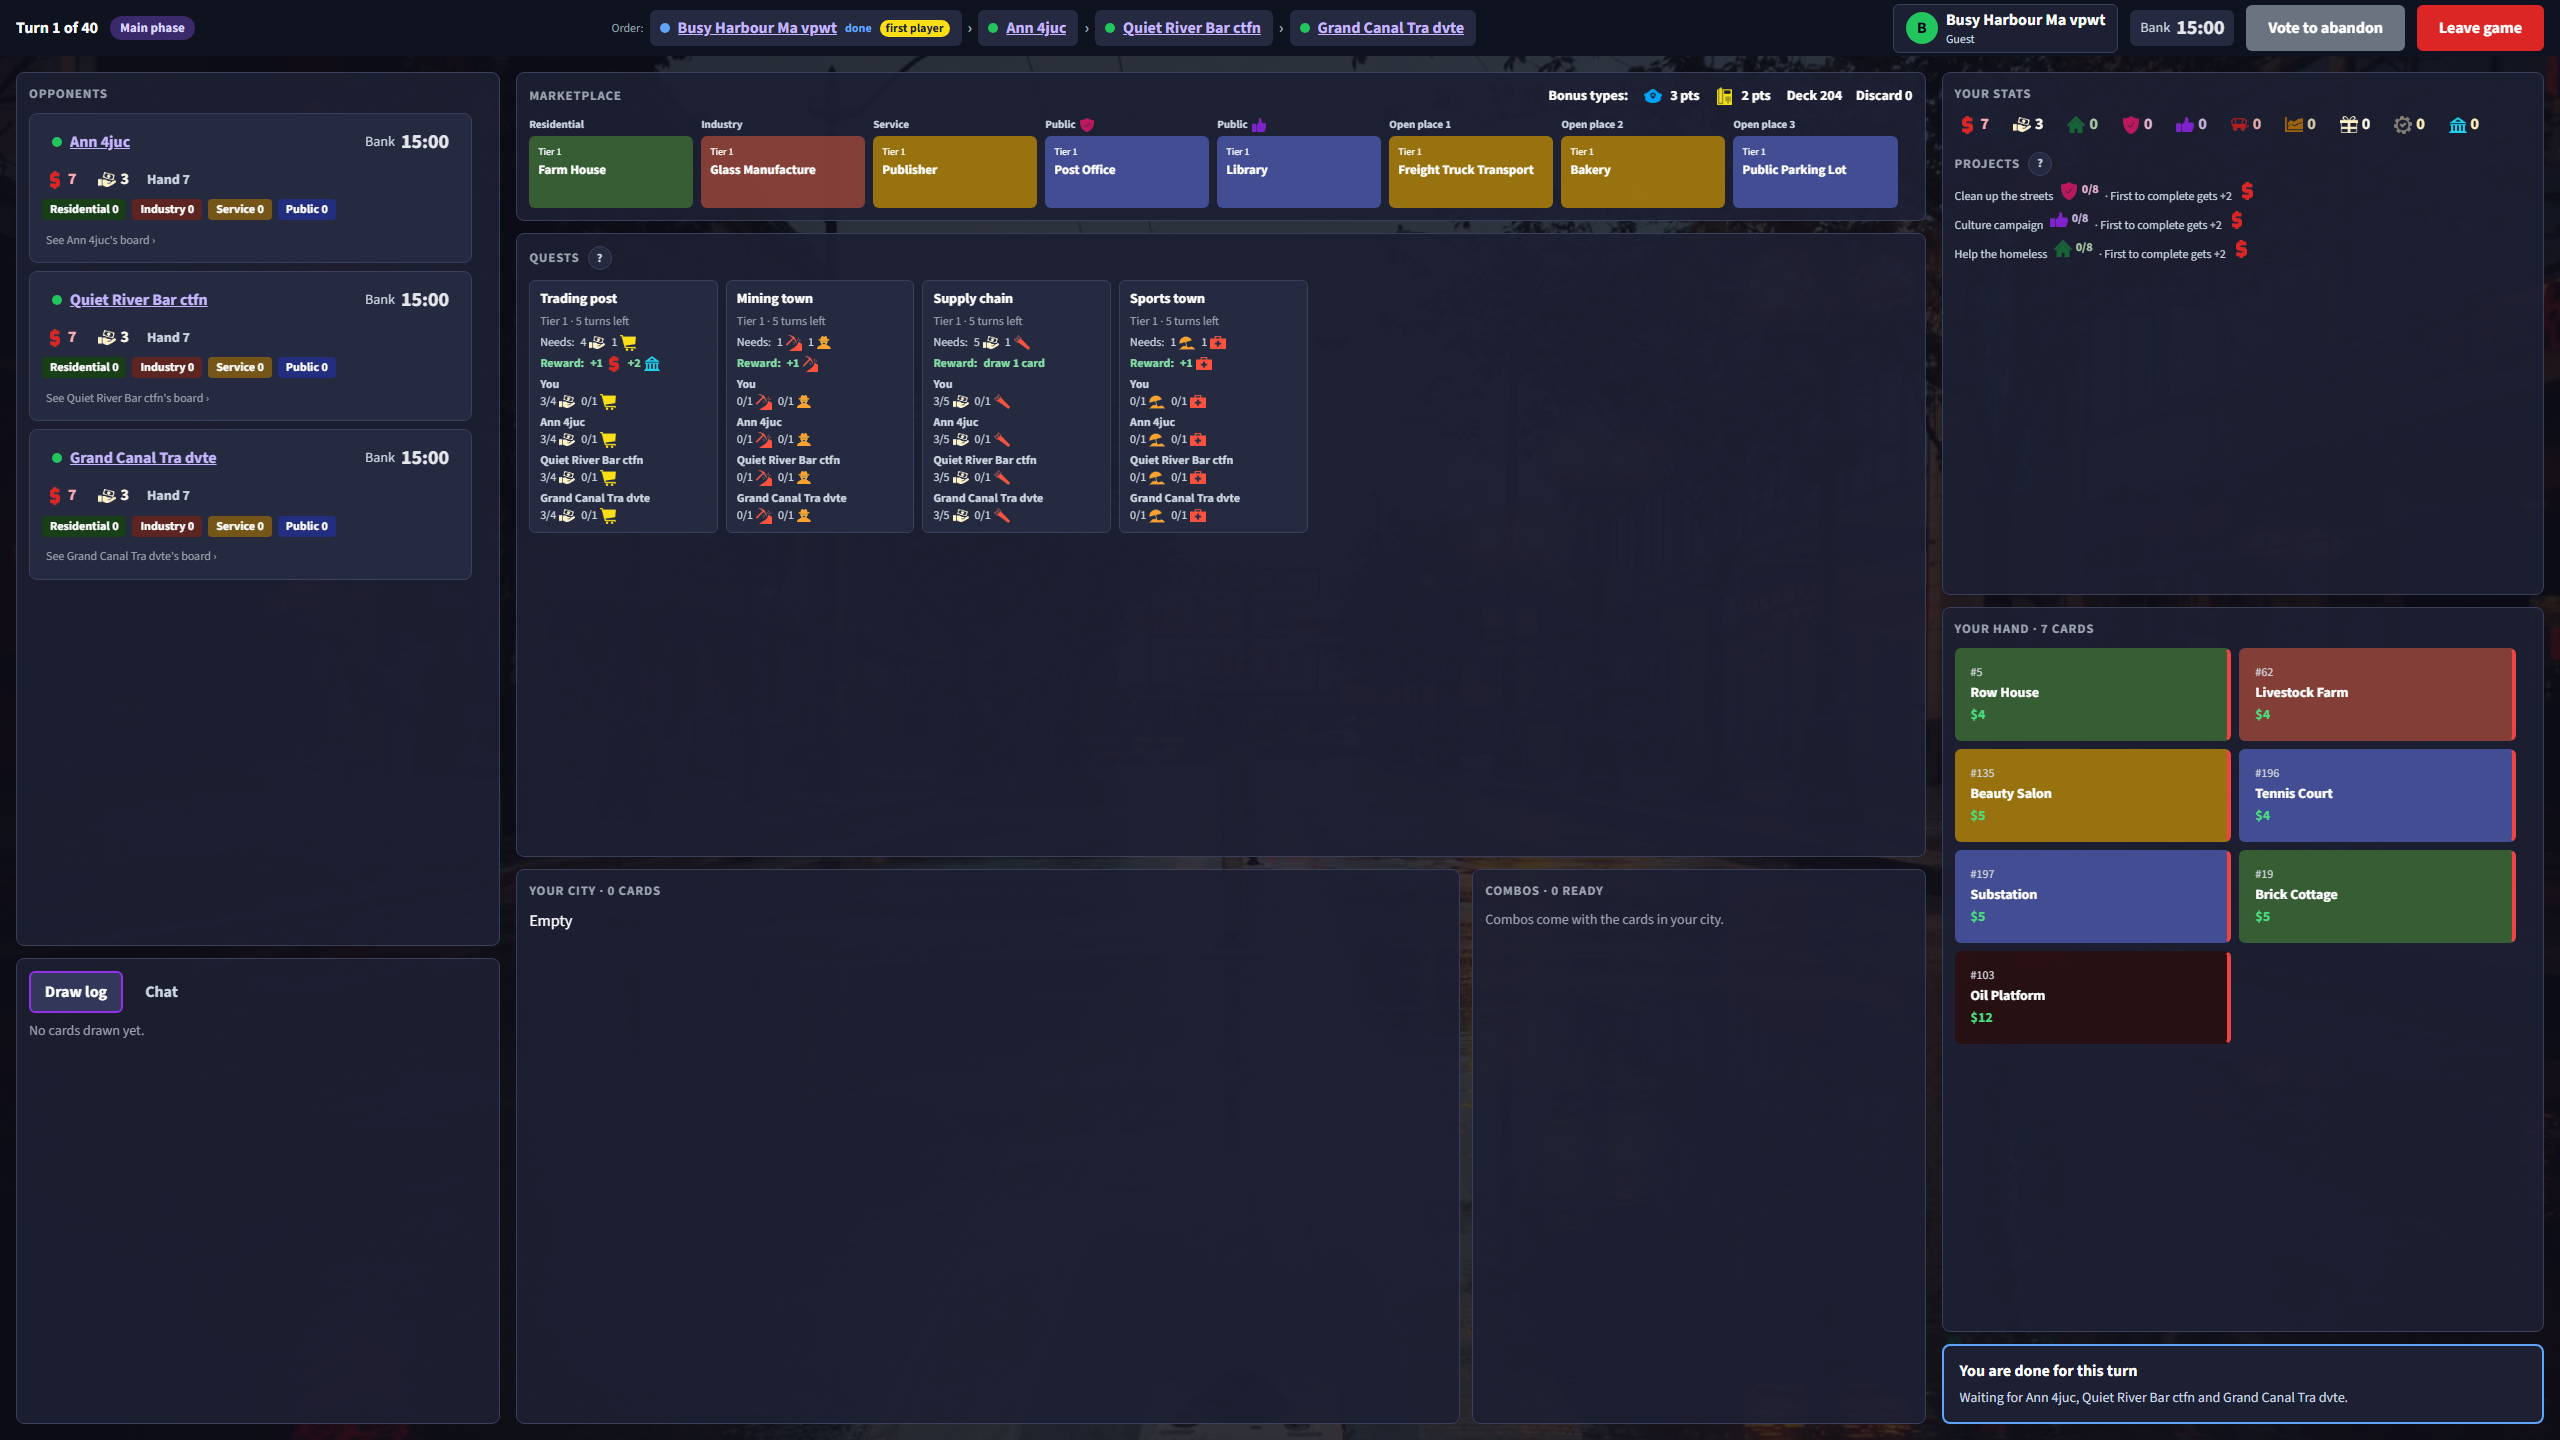 Turn 1 of 40 Main phase Order: Busy Harbour Ma vpwt done first player › Ann 4juc › Quiet River Bar ctfn › Grand Canal Tra dvte B Busy Harbour Ma vpwt Guest Bank 15:00 Vote to abandon Leave game
OPPONENTS
Ann 4juc Bank 15:00
7 3 Hand 7
Residential 0 Industry 0 Service 0 Public 0
See Ann 4juc's board ›
Quiet River Bar ctfn Bank 15:00
7 3 Hand 7
Residential 0 Industry 0 Service 0 Public 0
See Quiet River Bar ctfn's board ›
Grand Canal Tra dvte Bank 15:00
7 3 Hand 7
Residential 0 Industry 0 Service 0 Public 0
See Grand Canal Tra dvte's board ›
Draw log Chat
No cards drawn yet.
MARKETPLACE Bonus types: 3 pts 2 pts Deck 204 Discard 0
Residential Industry Service Public Public Open place 1 Open place 2 Open place 3
Tier 1 Tier 1 Tier 1 Tier 1 Tier 1 Tier 1 Tier 1 Tier 1
Farm House Glass Manufacture Publisher Post Office Library Freight Truck Transport Bakery Public Parking Lot
QUESTS ?
Trading post
Tier 1 · 5 turns left
Needs: 4 1
Reward: +1 +2
You
3/4 0/1
Ann 4juc
3/4 0/1
Quiet River Bar ctfn
3/4 0/1
Grand Canal Tra dvte
3/4 0/1
Mining town
Tier 1 · 5 turns left
Needs: 1 1
Reward: +1
You
0/1 0/1
Ann 4juc
0/1 0/1
Quiet River Bar ctfn
0/1 0/1
Grand Canal Tra dvte
0/1 0/1
Supply chain
Tier 1 · 5 turns left
Needs: 5 1
Reward: draw 1 card
You
3/5 0/1
Ann 4juc
3/5 0/1
Quiet River Bar ctfn
3/5 0/1
Grand Canal Tra dvte
3/5 0/1
Sports town
Tier 1 · 5 turns left
Needs: 1 1
Reward: +1
You
0/1 0/1
Ann 4juc
0/1 0/1
Quiet River Bar ctfn
0/1 0/1
Grand Canal Tra dvte
0/1 0/1
YOUR CITY · 0 CARDS
Empty
COMBOS · 0 READY
Combos come with the cards in your city.
YOUR STATS
7 3 0 0 0 0 0 0 0 0
PROJECTS ?
Clean up the streets 0/8 · First to complete gets +2
Culture campaign 0/8 · First to complete gets +2
Help the homeless 0/8 · First to complete gets +2
YOUR HAND · 7 CARDS
#5
Row House
$4
#62
Livestock Farm
$4
#135
Beauty Salon
$5
#196
Tennis Court
$4
#197
Substation
$5
#19
Brick Cottage
$5
#103
Oil Platform
$12
You are done for this turn
Waiting for Ann 4juc, Quiet River Bar ctfn and Grand Canal Tra dvte.